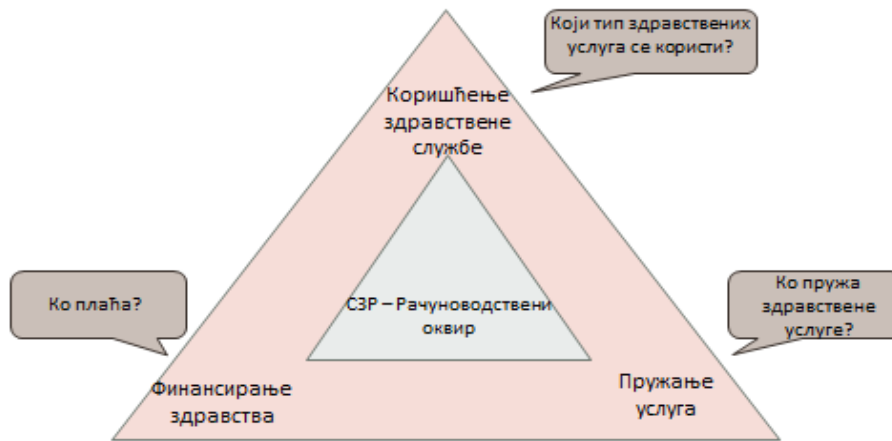 Који тип здравствених
услуга се користи?
Коришћење
здравствене
службе
Ко плаћа?
СЗР – Рачуноводствени
оквир
Ко пружа
здравствене
услуге?
Финансирање
здравства
Пружање
услуга